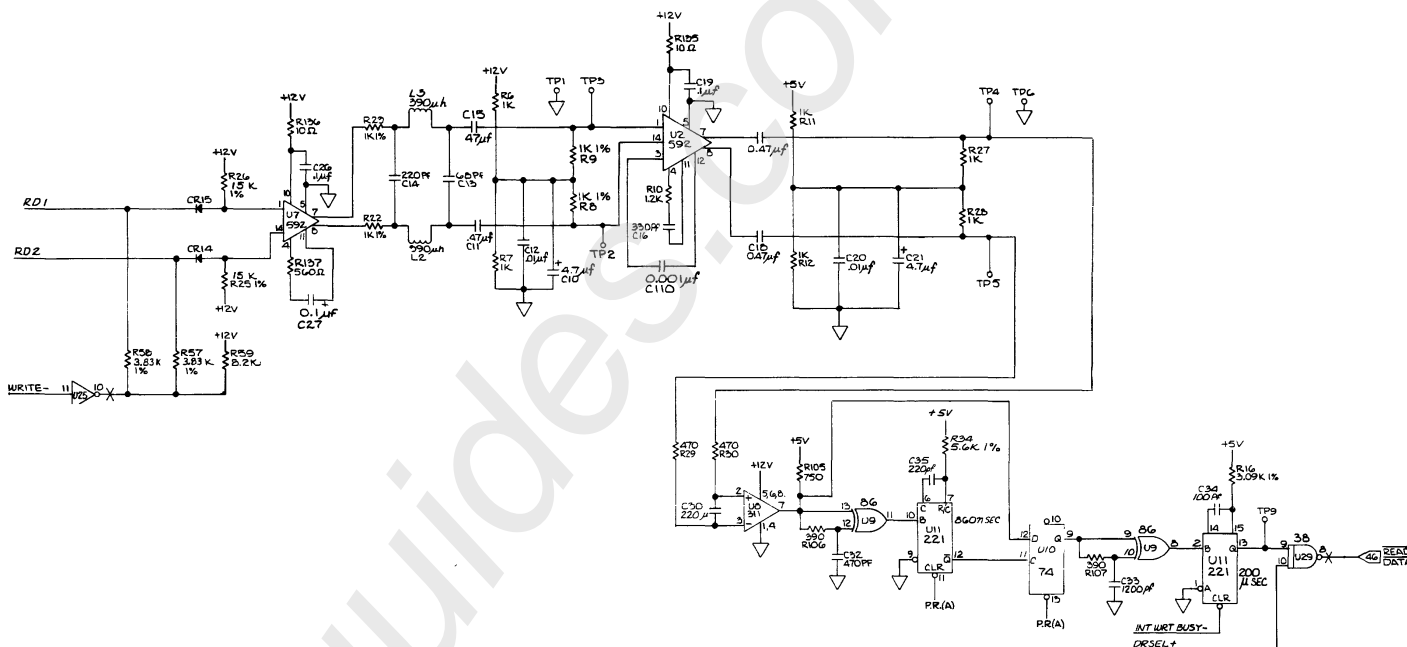 +12V
R135
10Ω
C19
.1µf
+12V
R136
10Ω
C26
.1µf
+12V
R26
15 K
1%
RD1
CR15
RD2
CR14
15 K
R25 1%
+12V
1
14
10
5
7
8
4
11
U7
592
R137
560Ω
0.1µf
C27
R23
1K1%
R22
1K1%
L3
390µh
220PF
C14
68PF
C13
390µh
L2
C15
.47µf
.47µf
C11
+12V
R6
1K
R7
1K
C12
.01µf
4.7µf
C10
TP1
TP3
1K 1%
R9
1K 1%
R8
TP2
1
14
3
10
5
7
8
4
11
12
U2
592
R10
1.2K
330PF
C16
0.001µf
C110
0.47µf
C18
0.47µf
+5V
1K
R11
1K
R12
C20
.01µf
C21
4.7µf
TP4
TP6
R27
1K
R28
1K
TP5
R58
3.83K
1%
R57
3.83K
1%
+12V
R59
8.2K
WRITE- 11
U25
10
470
R29
470
R30
C30
220µ
+12V
5,6,8.
2
3
U8
311
7
1,4
+5V
R105
750
390
R106
C32
470PF
13
12
86
U9
11
+5V
R34
5.6K 1%
C35
220pf
6
7
C
R/C
10
B
U11
221
9
860nSEC
12
Q
CLR
11
P.R.(A)
10
12
D
Q
9
U10
11
C
74
13
P.R(A)
390
R107
C33
1200pf
9
10
86
U9
8
+5V
R16
3.09K 1%
C34
100PF
14
15
2
B
Q
13
U11
221
1
A
200
µSEC
CLR
INT WRT BUSY-
DRSEL+
TP9
9
10
38
U29
8
46
READ
DATA
uides.co